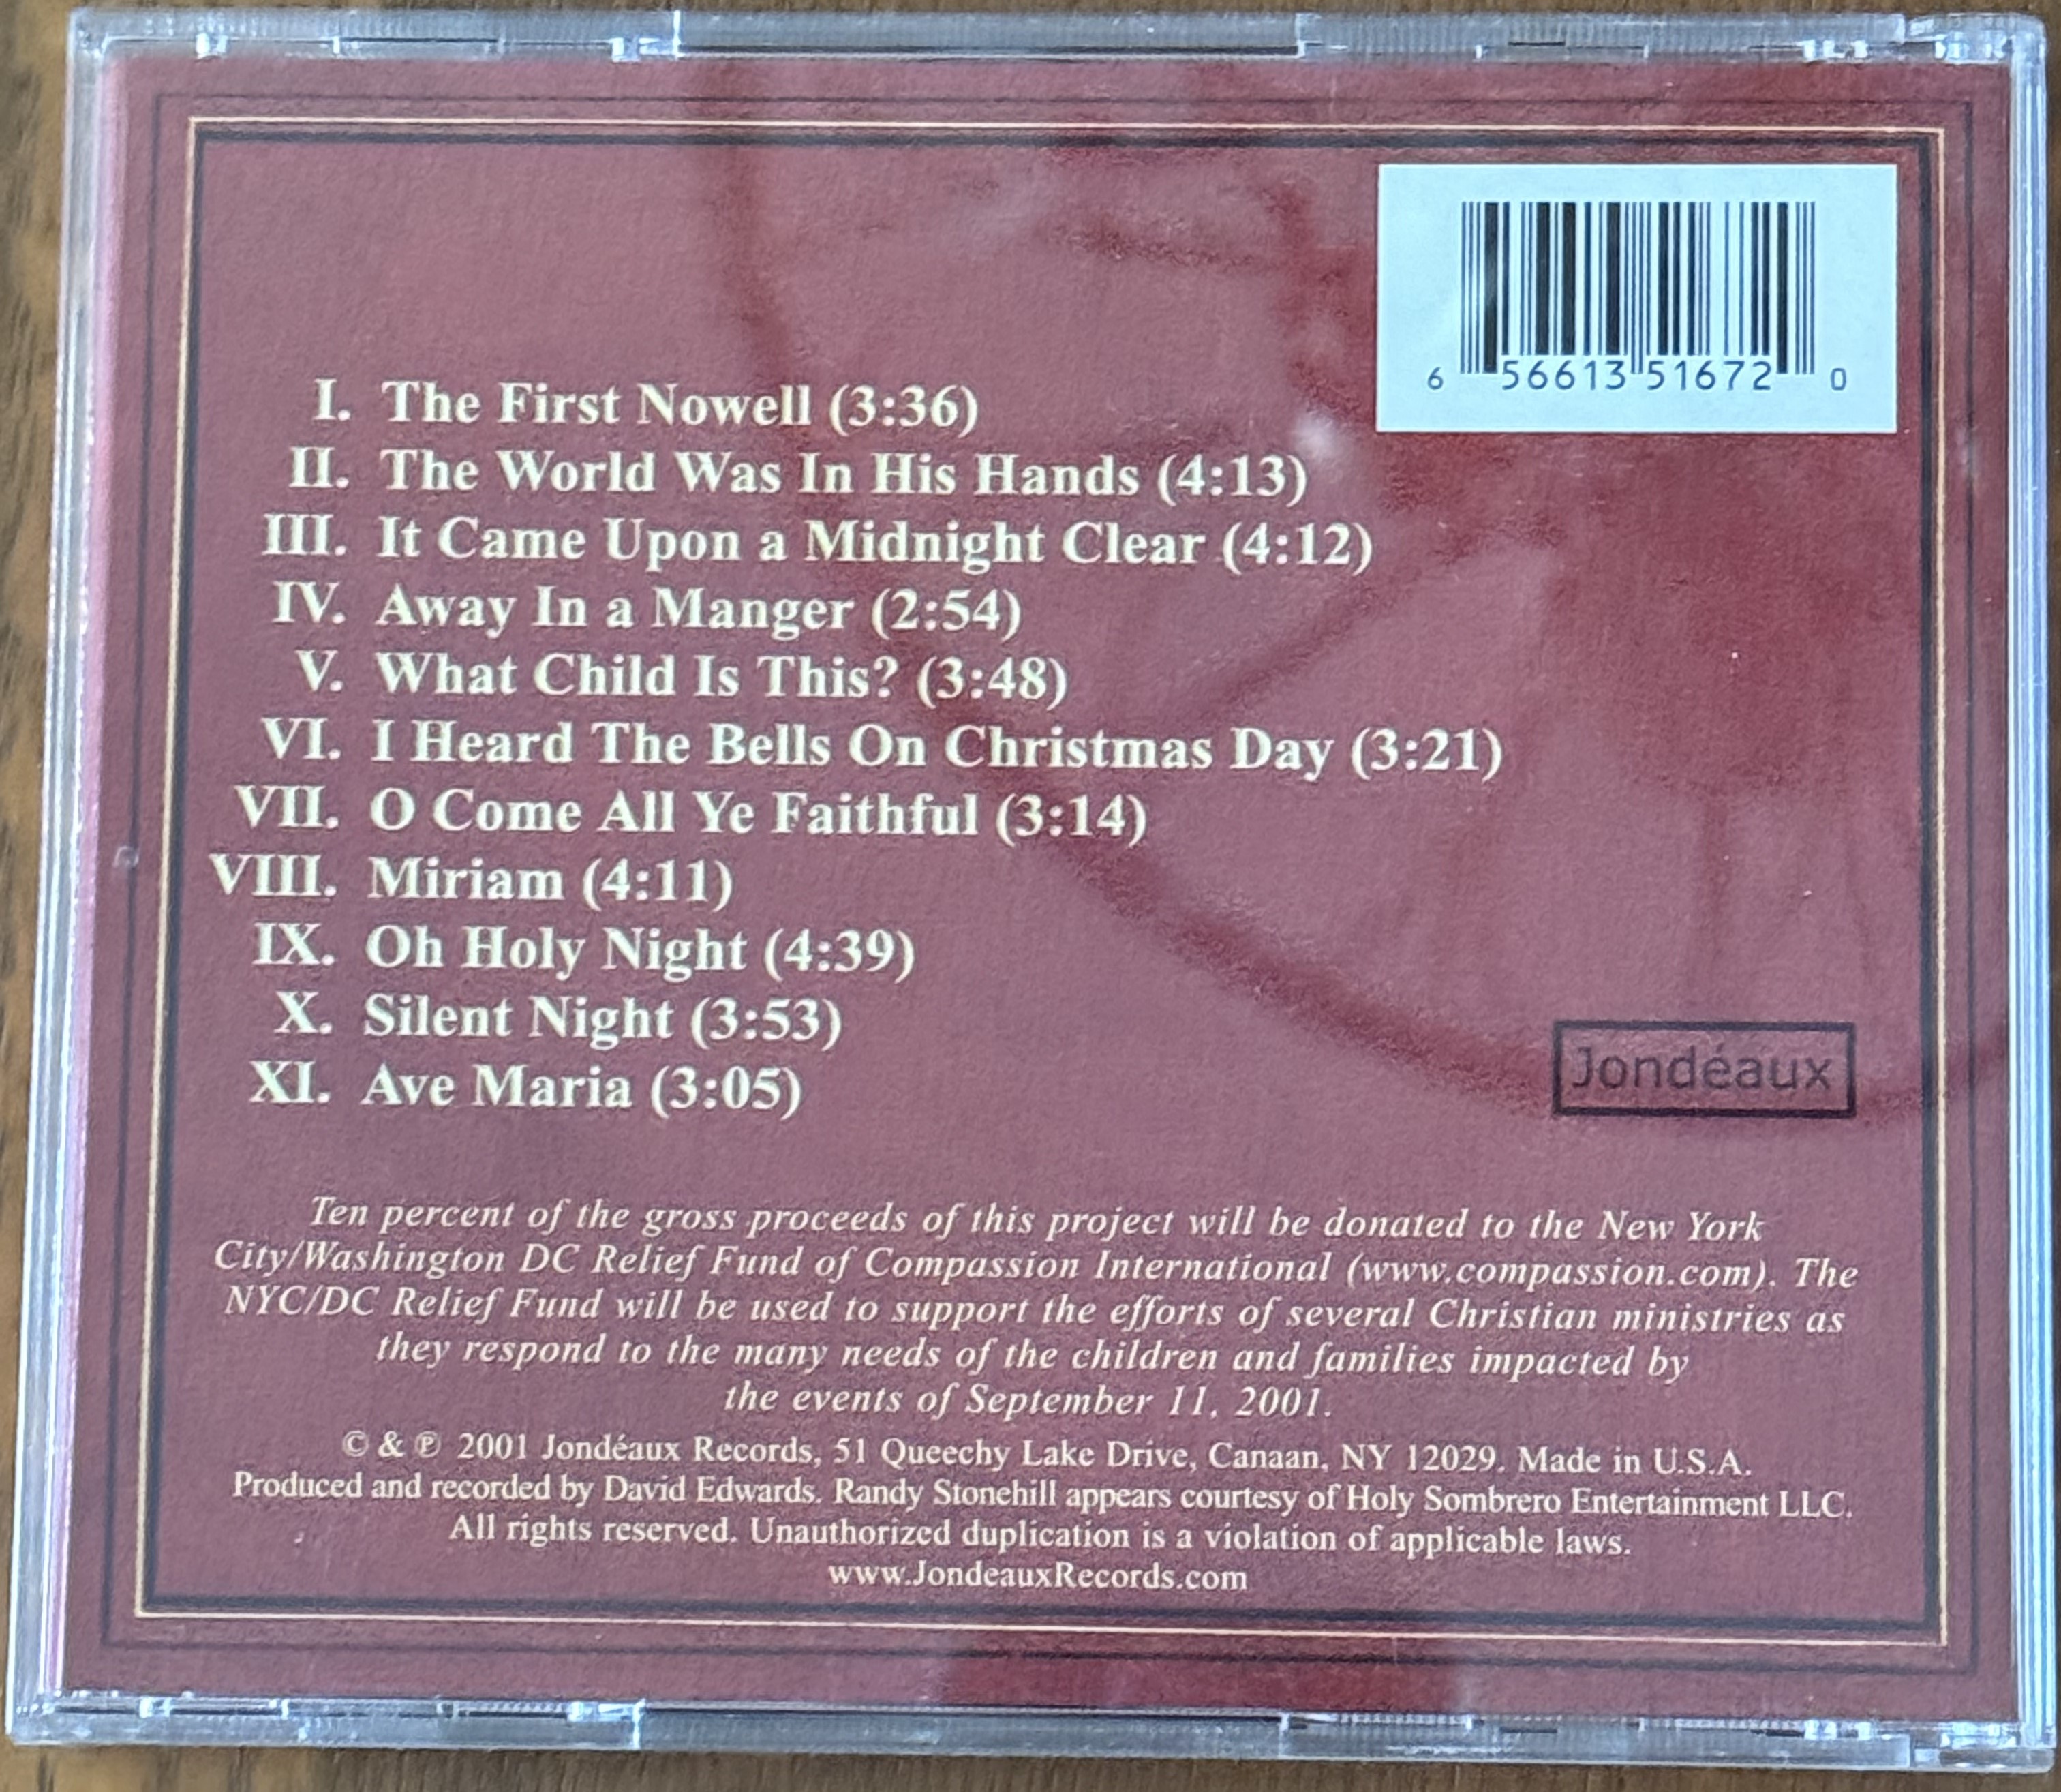 6 56613 51672 0
I. The First Nowell (3:36)
II. The World Was In His Hands (4:13)
III. It Came Upon a Midnight Clear (4:12)
IV. Away In a Manger (2:54)
V. What Child Is This? (3:48)
VI. I Heard The Bells On Christmas Day (3:21)
VII. O Come All Ye Faithful (3:14)
VIII. Miriam (4:11)
IX. Oh Holy Night (4:39)
X. Silent Night (3:53)
XI. Ave Maria (3:05)
Jondéaux
Ten percent of the gross proceeds of this project will be donated to the New York
City/Washington DC Relief Fund of Compassion International (www.compassion.com). The
NYC/DC Relief Fund will be used to support the efforts of several Christian ministries as
they respond to the many needs of the children and families impacted by
the events of September 11, 2001.
© & ℗ 2001 Jondéaux Records, 51 Queechy Lake Drive, Canaan, NY 12029. Made in U.S.A.
Produced and recorded by David Edwards. Randy Stonehill appears courtesy of Holy Sombrero Entertainment LLC.
All rights reserved. Unauthorized duplication is a violation of applicable laws.
www.JondeauxRecords.com